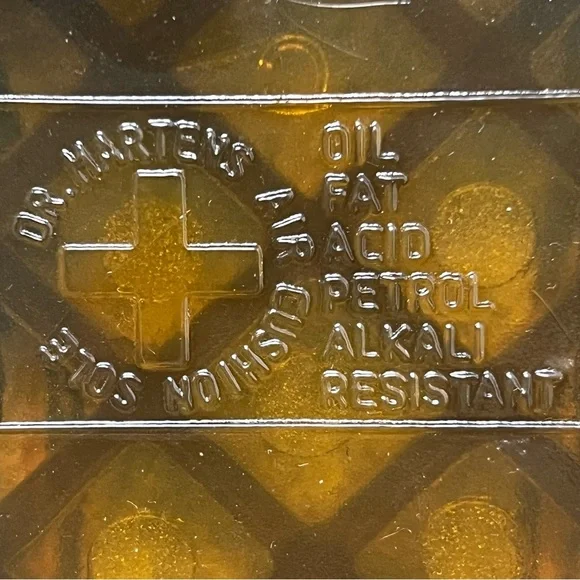 DR. MARTENS AIR CUSHION SOLE
OIL
FAT
ACID
PETROL
ALKALI
RESISTANT